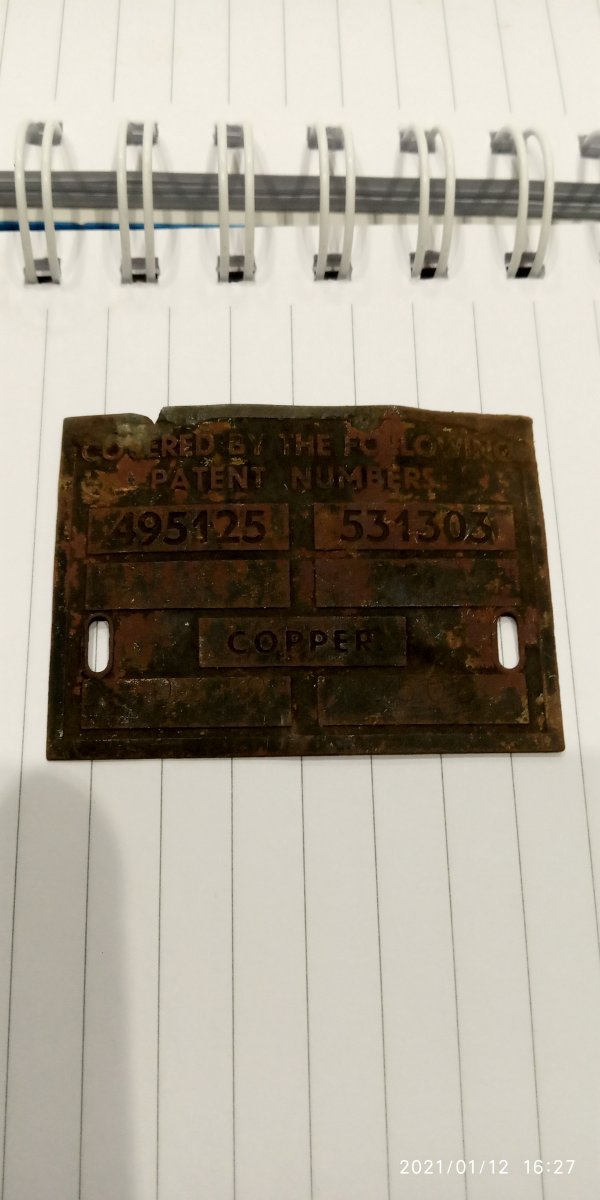 COVERED BY THE FOLLOWING
PATENT NUMBERS
495125 531303
COPPER
2021/01/12 16:27